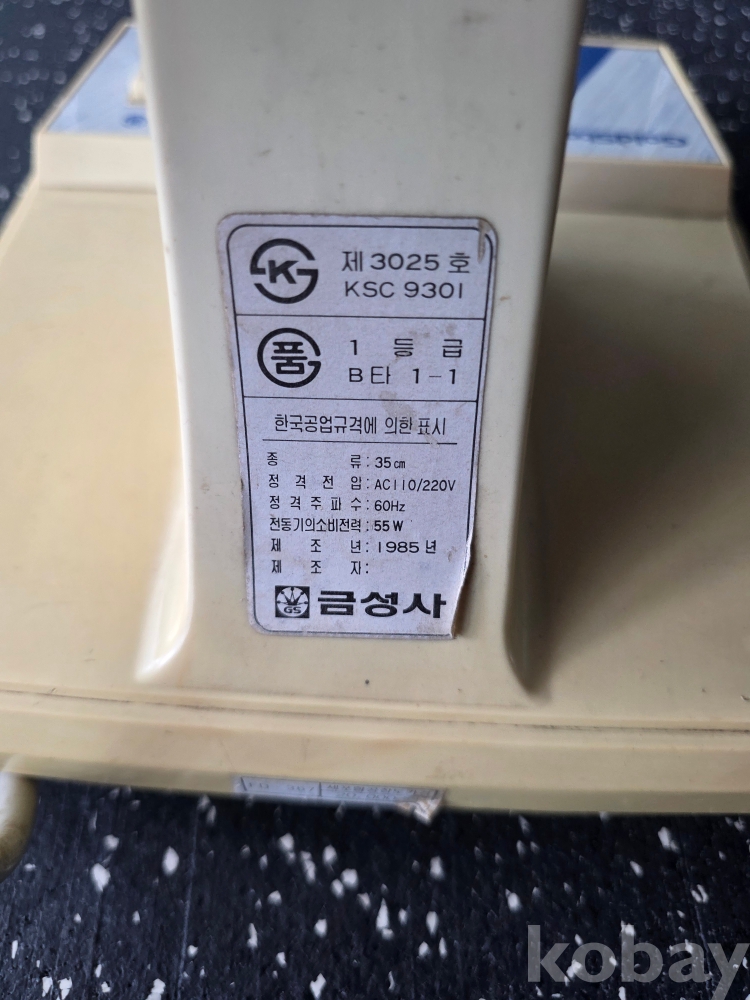 K
제 3025 호
KSC 9301
품
1 등 급
B타 1-1
한국공업규격에 의한 표시
종 류 : 35cm
정 격 전 압 : AC110/220V
정 격 주 파 수 : 60Hz
전동기의소비전력 : 55W
제 조 년 : 1985년
제 조 자 :
GS 금성사
kobay